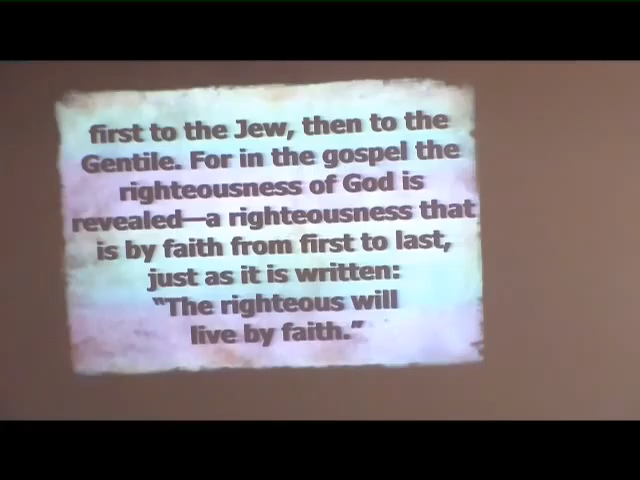 first to the Jew, then to the
Gentile. For in the gospel the
righteousness of God is
revealed—a righteousness that
is by faith from first to last,
just as it is written:
“The righteous will
live by faith.”